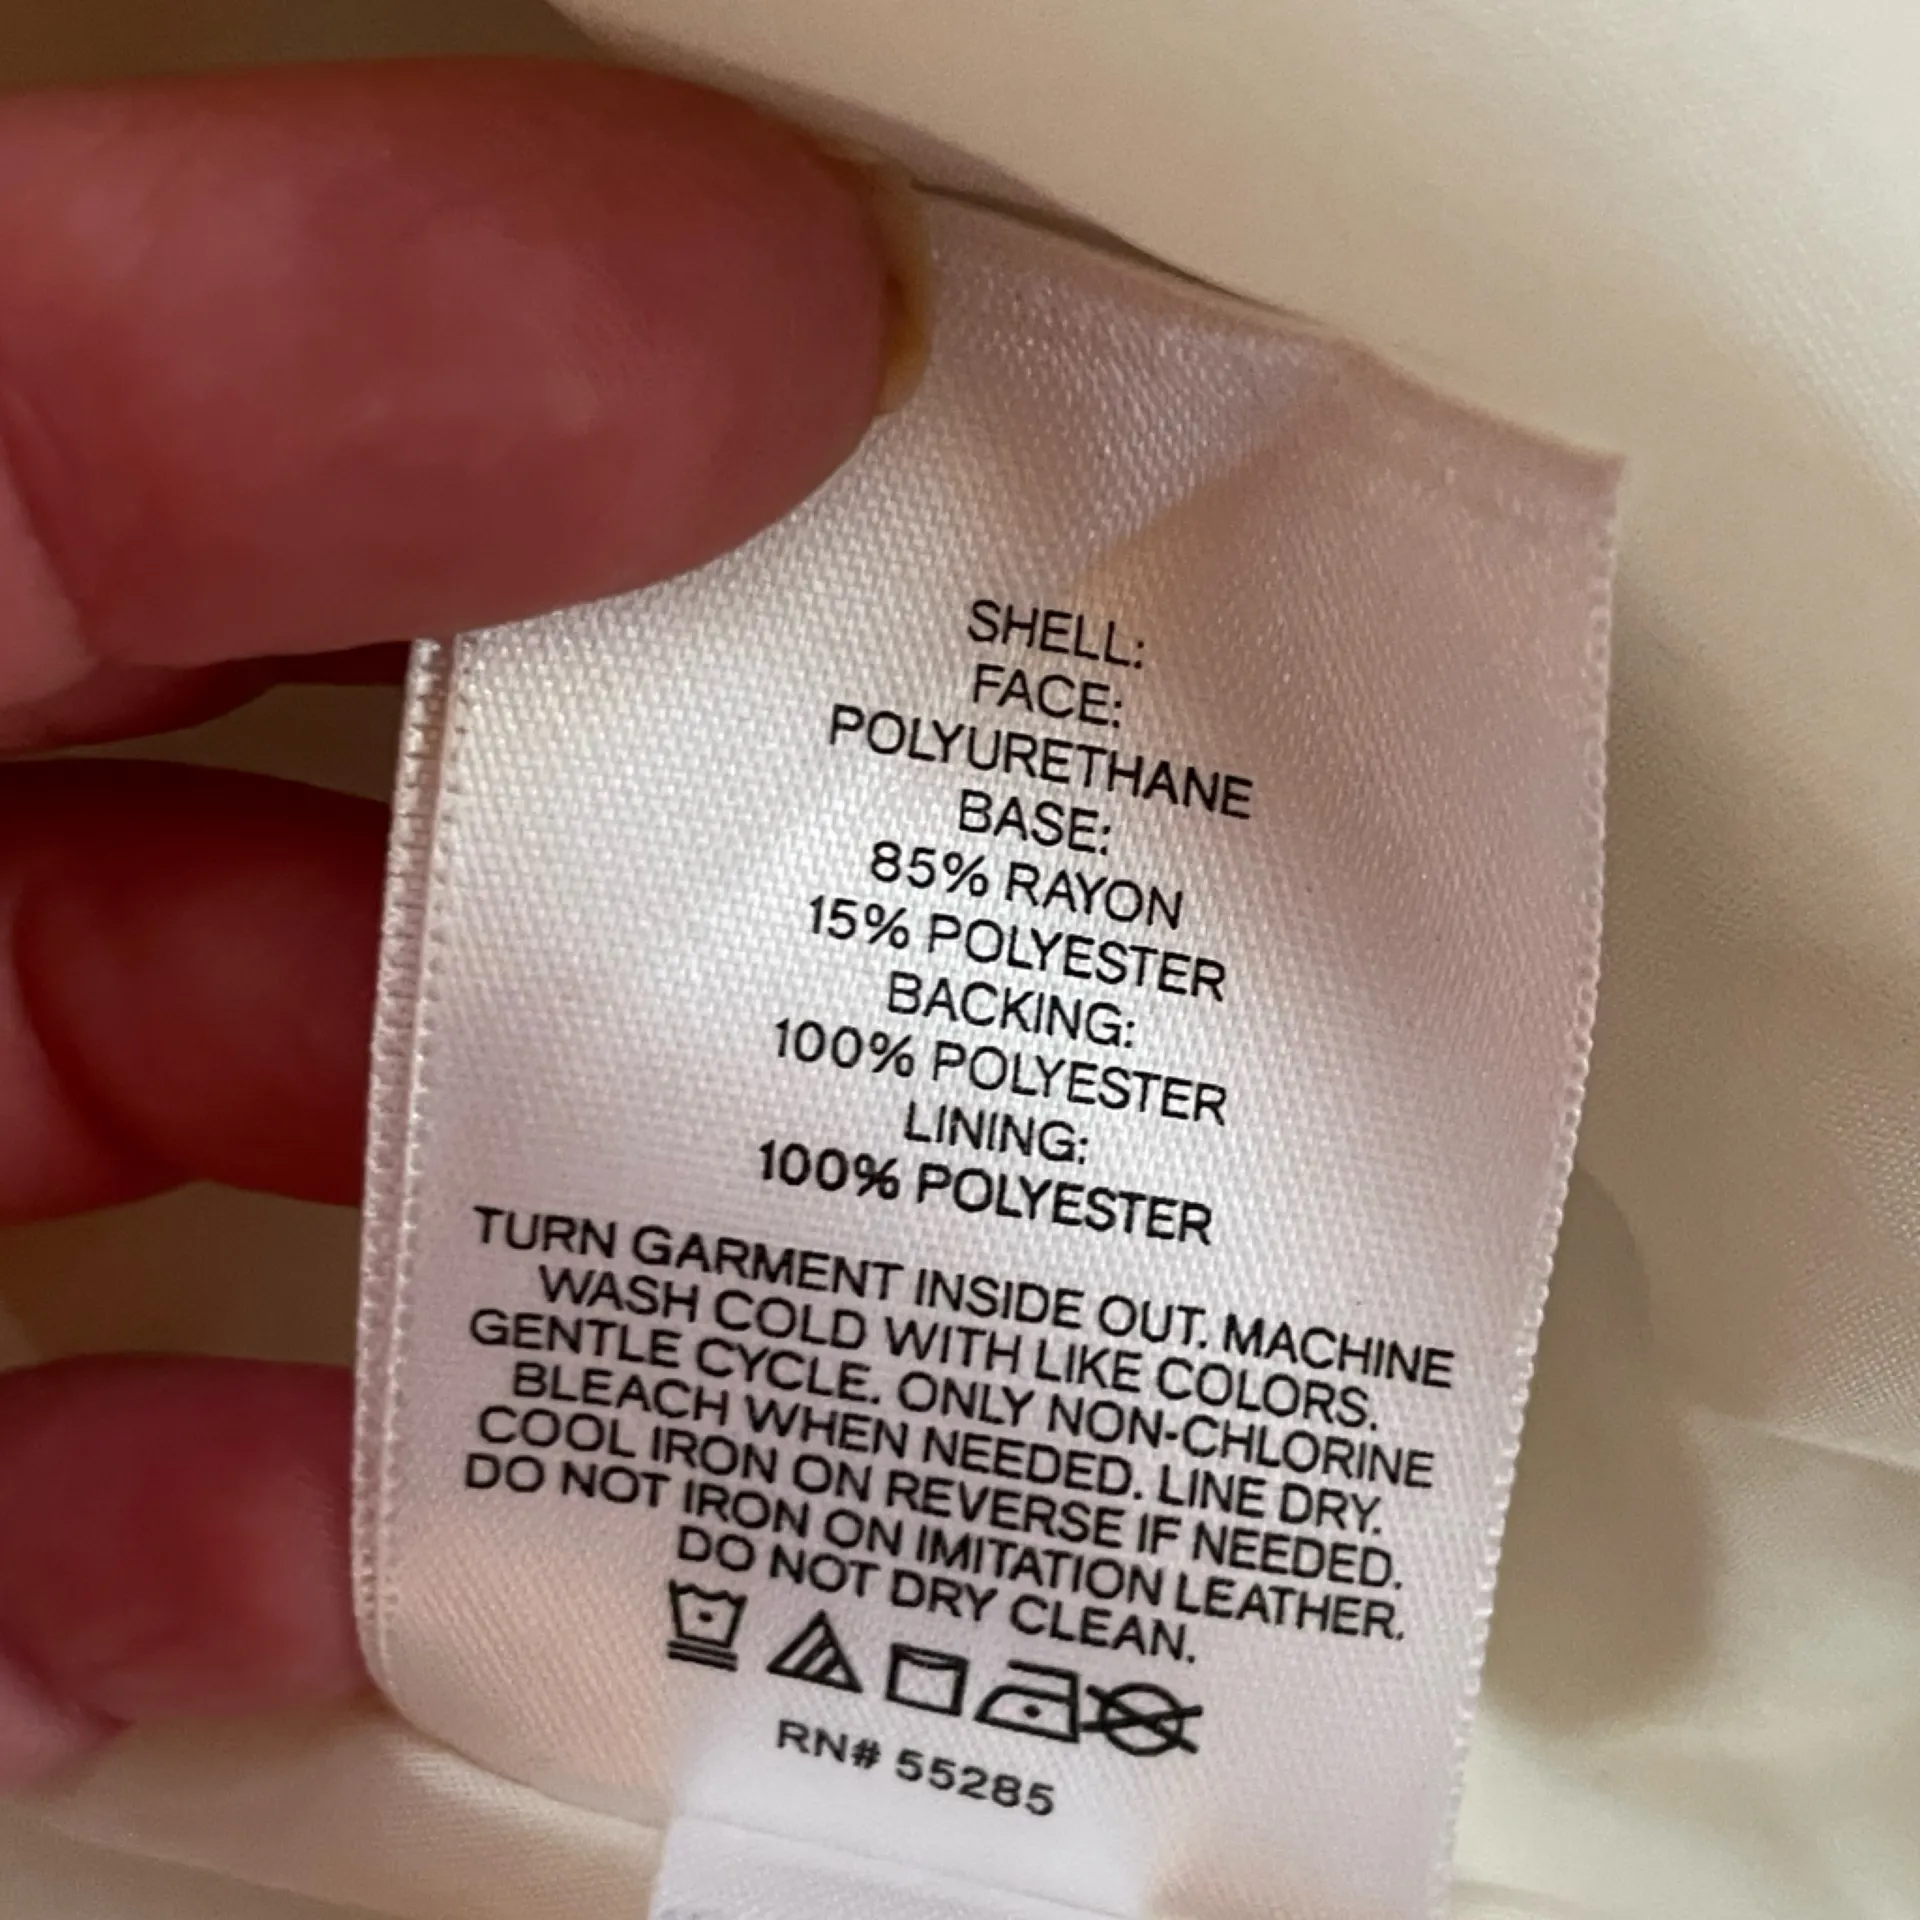 SHELL:
FACE:
POLYURETHANE
BASE:
85% RAYON
15% POLYESTER
BACKING:
100% POLYESTER
LINING:
100% POLYESTER
TURN GARMENT INSIDE OUT. MACHINE
WASH COLD WITH LIKE COLORS.
GENTLE CYCLE. ONLY NON-CHLORINE
BLEACH WHEN NEEDED. LINE DRY.
COOL IRON ON REVERSE IF NEEDED.
DO NOT IRON ON IMITATION LEATHER.
DO NOT DRY CLEAN.
RN# 55285